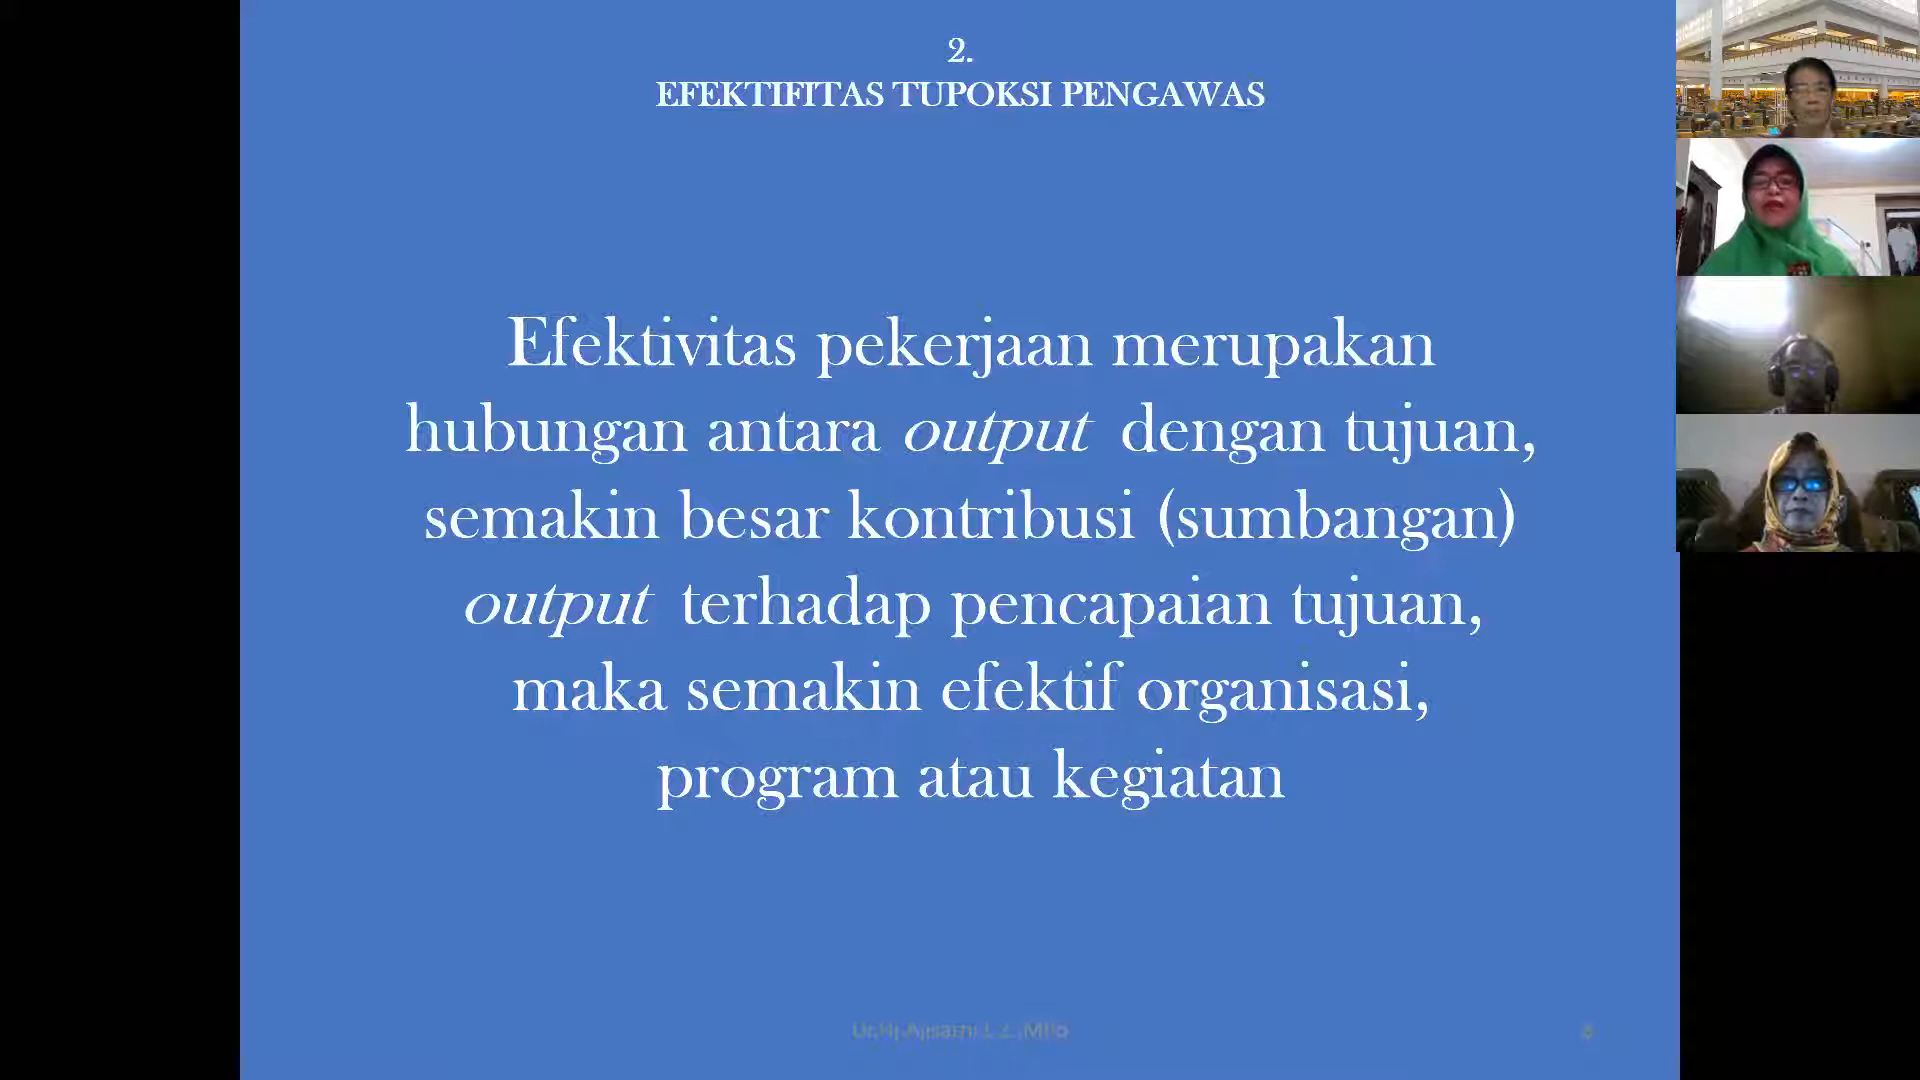 2.
EFEKTIFITAS TUPOKSI PENGAWAS
Efektivitas pekerjaan merupakan
hubungan antara output dengan tujuan,
semakin besar kontribusi (sumbangan)
output terhadap pencapaian tujuan,
maka semakin efektif organisasi,
program atau kegiatan